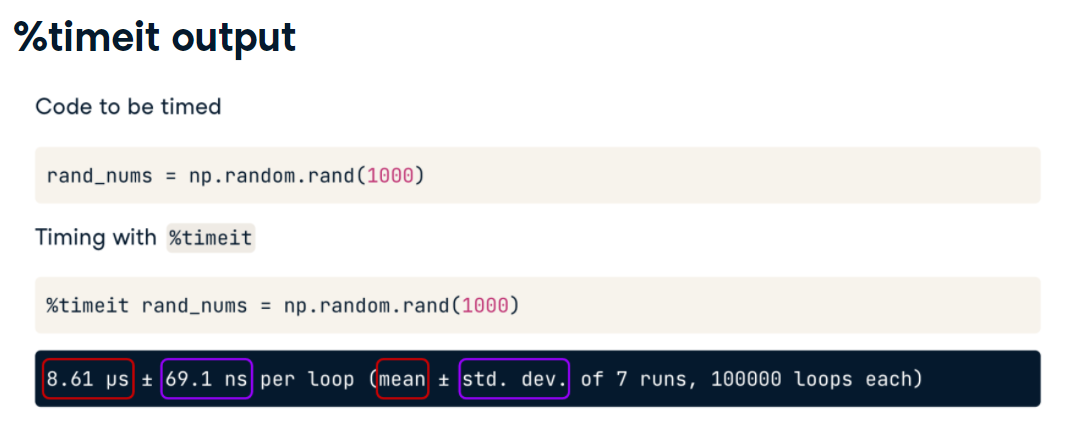 %timeit output
Code to be timed
rand_nums = np.random.rand(1000)
Timing with %timeit
%timeit rand_nums = np.random.rand(1000)
8.61 µs ± 69.1 ns per loop (mean ± std. dev. of 7 runs, 100000 loops each)